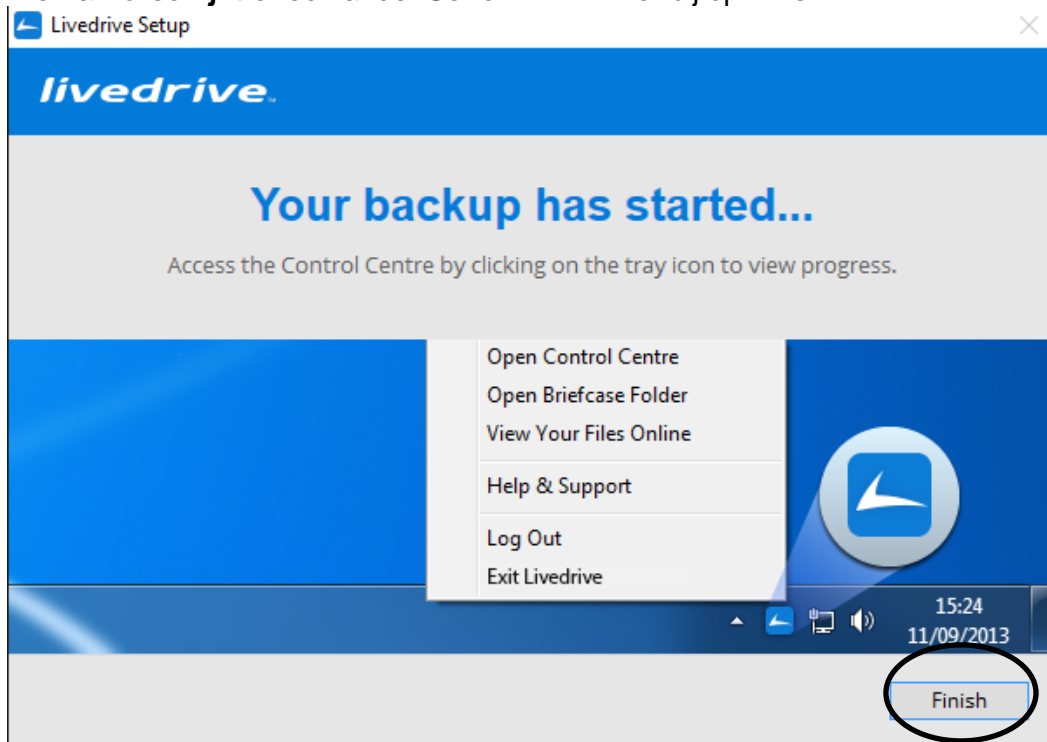 Livedrive Setup
livedrive
Your backup has started...
Access the Control Centre by clicking on the tray icon to view progress.
Open Control Centre
Open Briefcase Folder
View Your Files Online
Help & Support
Log Out
Exit Livedrive
15:24
11/09/2013
Finish